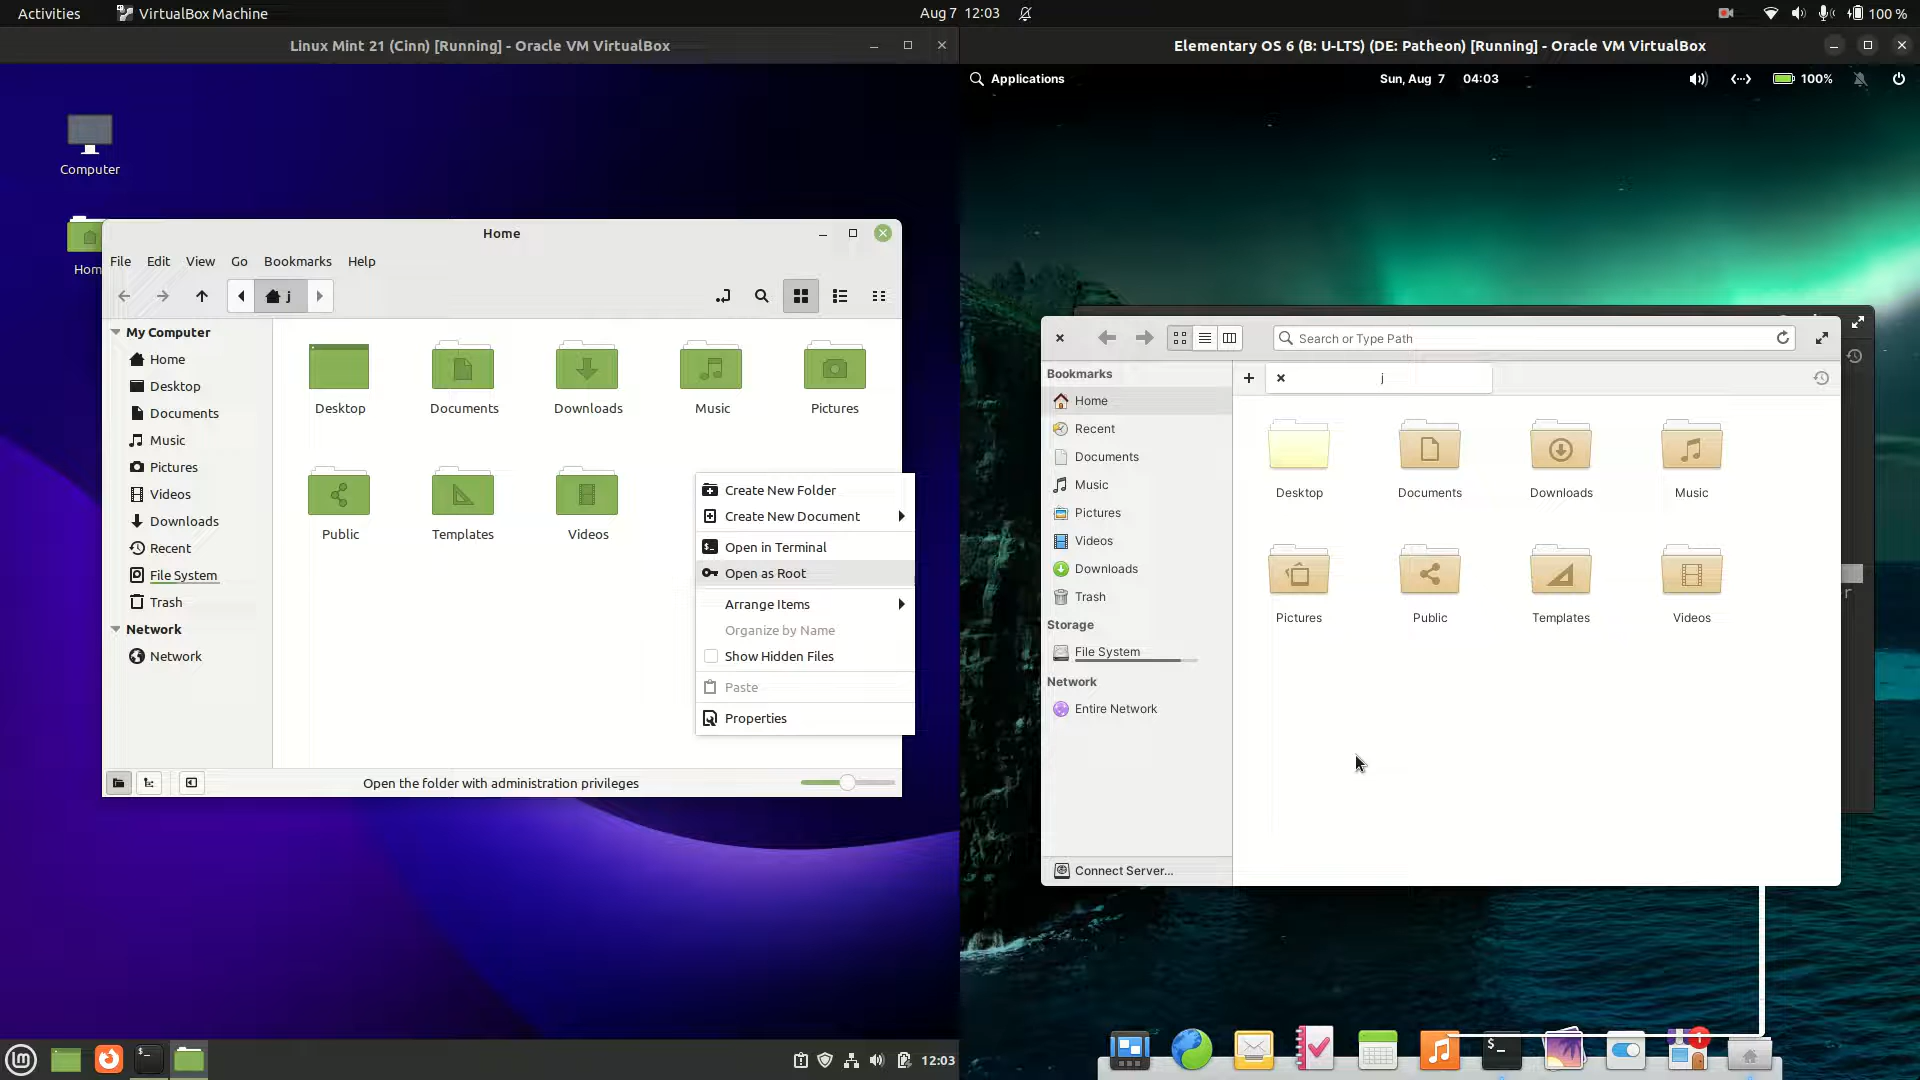 Activities
VirtualBox Machine
Aug 7 12:03
100 %
Linux Mint 21 (Cinn) [Running] - Oracle VM VirtualBox
Computer
Hom
Home
File Edit View Go Bookmarks Help
j
My Computer
Home
Desktop
Documents
Music
Pictures
Videos
Downloads
Recent
File System
Trash
Network
Network
Desktop
Documents
Downloads
Music
Pictures
Public
Templates
Videos
Create New Folder
Create New Document
Open in Terminal
Open as Root
Arrange Items
Organize by Name
Show Hidden Files
Paste
Properties
Open the folder with administration privileges
12:03
Elementary OS 6 (B: U-LTS) (DE: Patheon) [Running] - Oracle VM VirtualBox
Applications
Sun, Aug 7 04:03
100%
Search or Type Path
j
Bookmarks
Home
Recent
Documents
Music
Pictures
Videos
Downloads
Trash
Storage
File System
Network
Entire Network
Connect Server...
Desktop
Documents
Downloads
Music
Pictures
Public
Templates
Videos
r
1